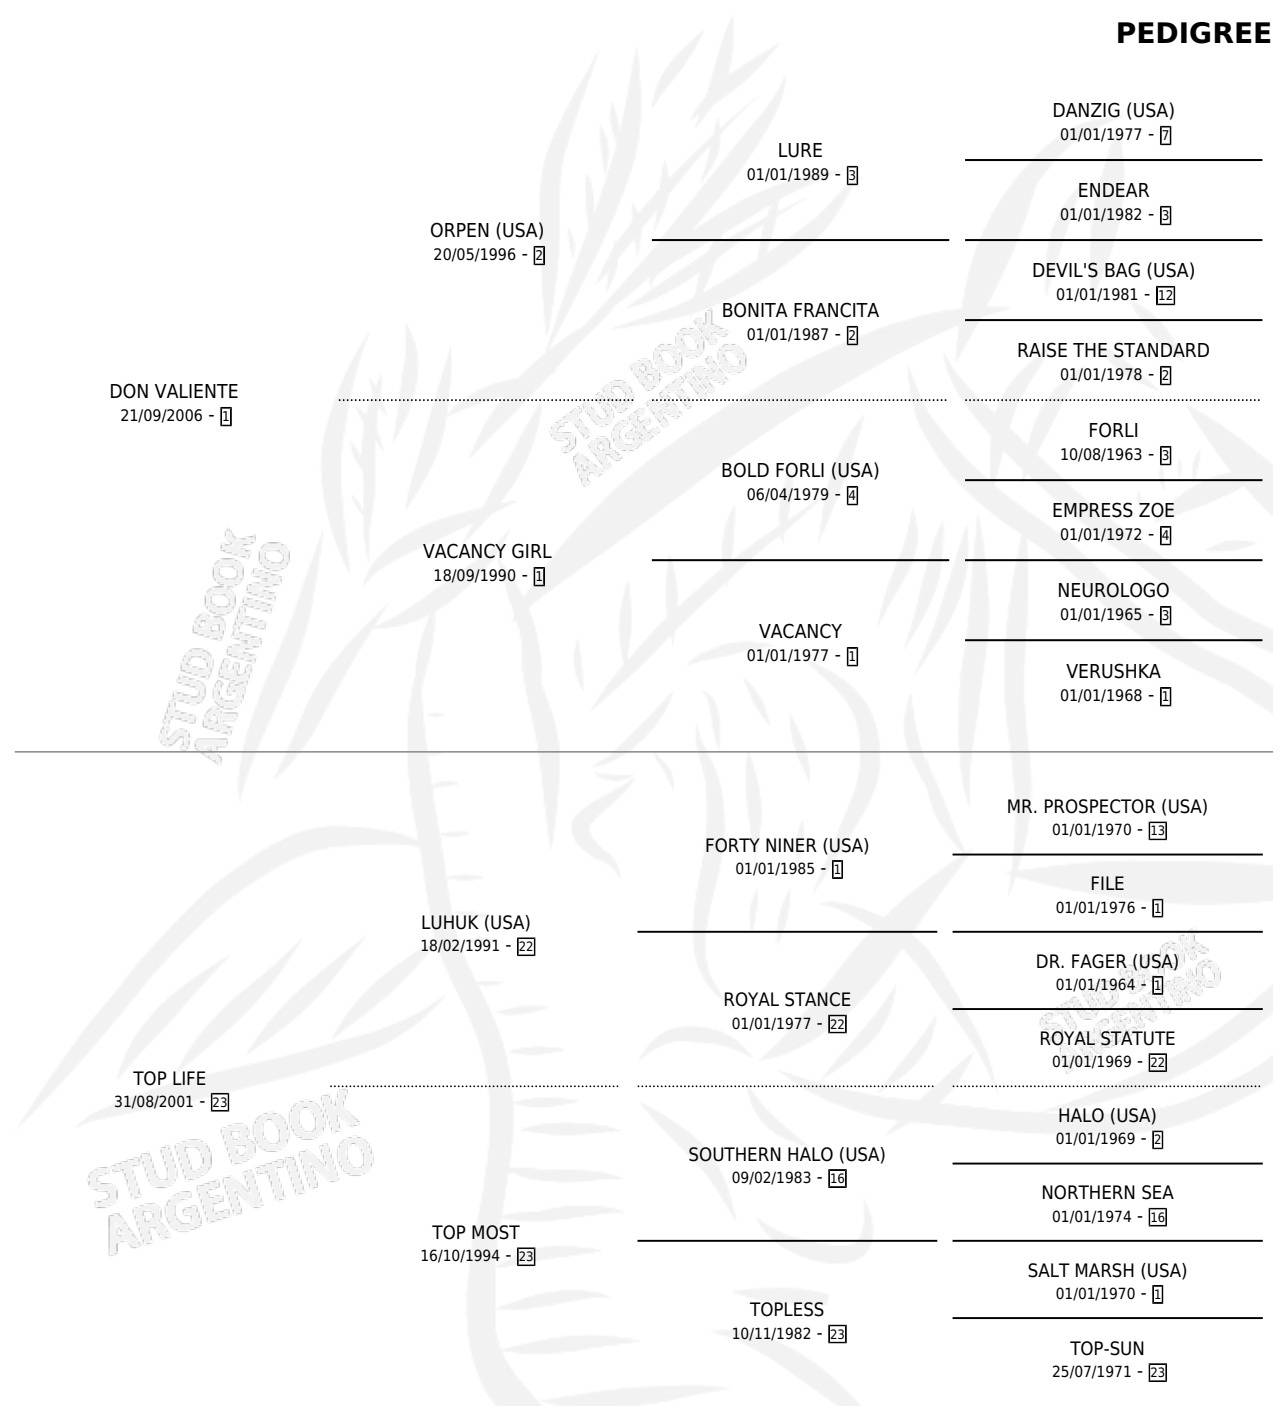 PEDIGREE
DANZIG (USA)
01/01/1977 - 7
LURE
01/01/1989 - 3
ENDEAR
01/01/1982 - 3
ORPEN (USA)
20/05/1996 - 2
DEVIL'S BAG (USA)
01/01/1981 - 12
BONITA FRANCITA
01/01/1987 - 2
RAISE THE STANDARD
01/01/1978 - 2
DON VALIENTE
21/09/2006 - 1
FORLI
10/08/1963 - 3
BOLD FORLI (USA)
06/04/1979 - 4
EMPRESS ZOE
01/01/1972 - 4
VACANCY GIRL
18/09/1990 - 1
NEUROLOGO
01/01/1965 - 3
VACANCY
01/01/1977 - 1
VERUSHKA
01/01/1968 - 1
MR. PROSPECTOR (USA)
01/01/1970 - 13
FORTY NINER (USA)
01/01/1985 - 1
FILE
01/01/1976 - 1
LUHUK (USA)
18/02/1991 - 22
DR. FAGER (USA)
01/01/1964 - 1
ROYAL STANCE
01/01/1977 - 22
ROYAL STATUTE
01/01/1969 - 22
TOP LIFE
31/08/2001 - 23
HALO (USA)
01/01/1969 - 2
SOUTHERN HALO (USA)
09/02/1983 - 16
NORTHERN SEA
01/01/1974 - 16
TOP MOST
16/10/1994 - 23
SALT MARSH (USA)
01/01/1970 - 1
TOPLESS
10/11/1982 - 23
TOP-SUN
25/07/1971 - 23
STUD BOOK
ARGENTINO
STUD BOOK
ARGENTINO
STUD BOOK
ARGENTINO
STUD BOOK
ARGENTINO